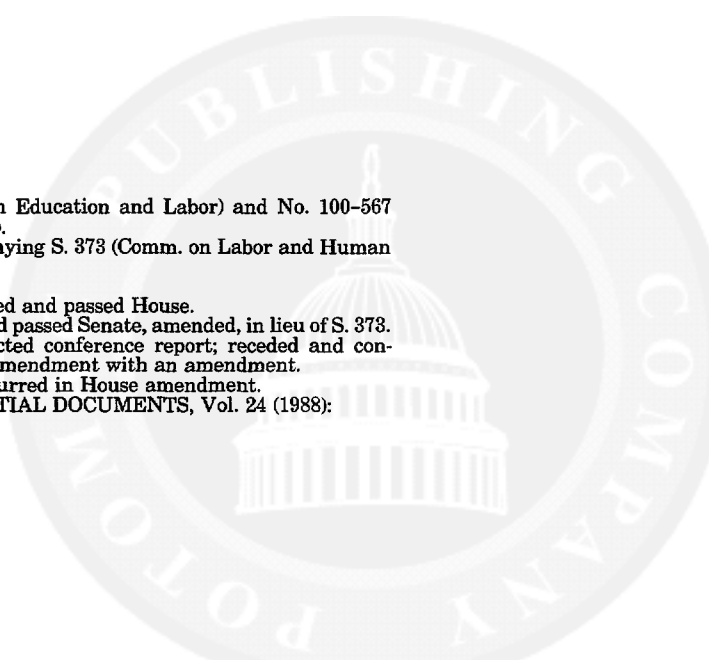 n Education and Labor) and No. 100–567
).
nying S. 373 (Comm. on Labor and Human
ed and passed House.
d passed Senate, amended, in lieu of S. 373.
cted conference report; receded and con-
mendment with an amendment.
urred in House amendment.
TIAL DOCUMENTS, Vol. 24 (1988):
POTOMAC PUBLISHING COMPANY